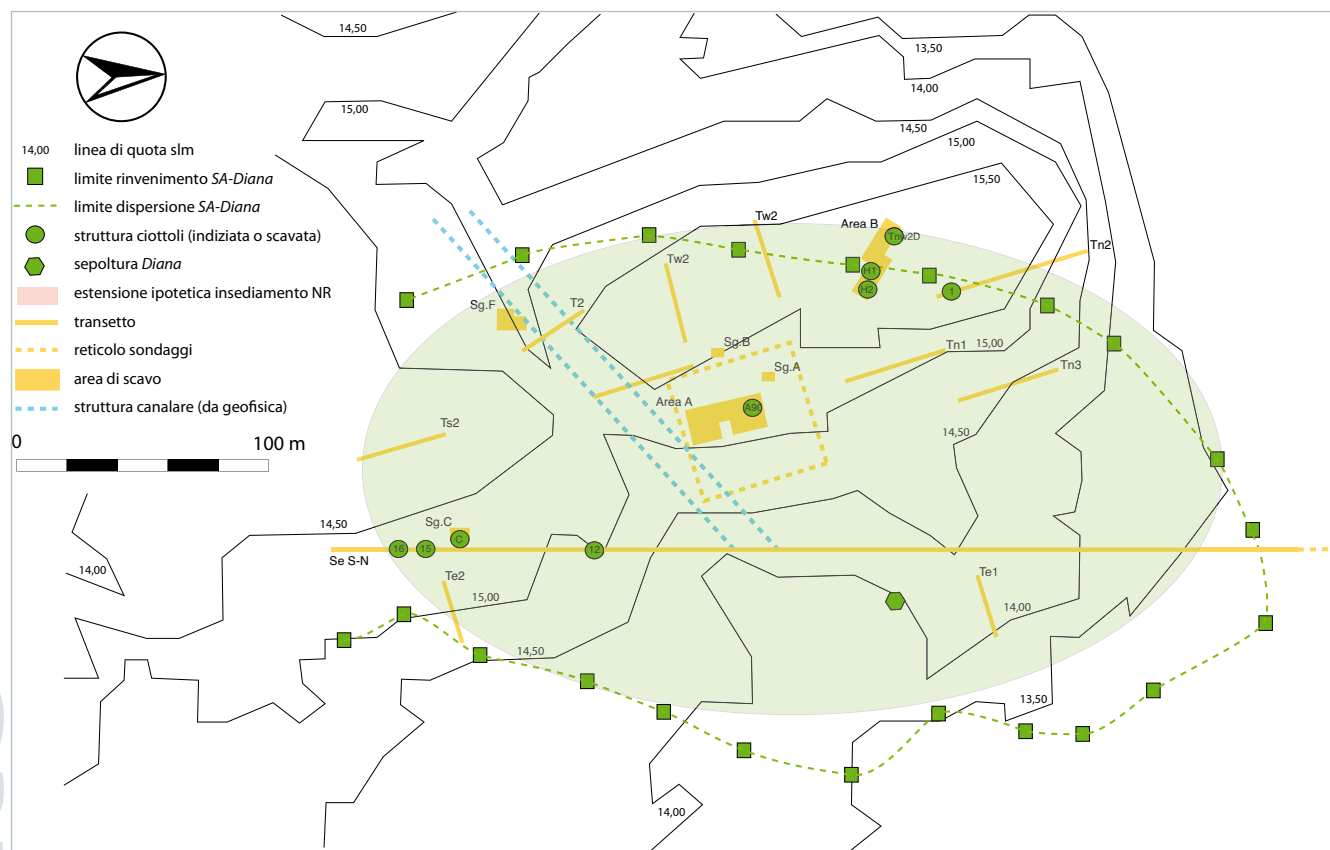 14,50
13,50
14,00
15,00
14,50
15,00
15,50
14,00 linea di quota slm
limite rinvenimento SA-Diana
limite dispersione SA-Diana
struttura ciottoli (indiziata o scavata)
sepoltura Diana
estensione ipotetica insediamento NR
transetto
reticolo sondaggi
area di scavo
struttura canalare (da geofisica)
0 100 m
Tw2
Area B
Tnw2D
Tn2
Tw2
H1
H2
1
Sg.F
T2
Sg.B
Tn1
15,00
Sg.A
Tn3
Area A
A90
Ts2
14,50
14,50
Sg.C
C
16
15
12
Se S-N
14,00
Te2
15,00
Te1
14,00
14,50
13,50
14,00